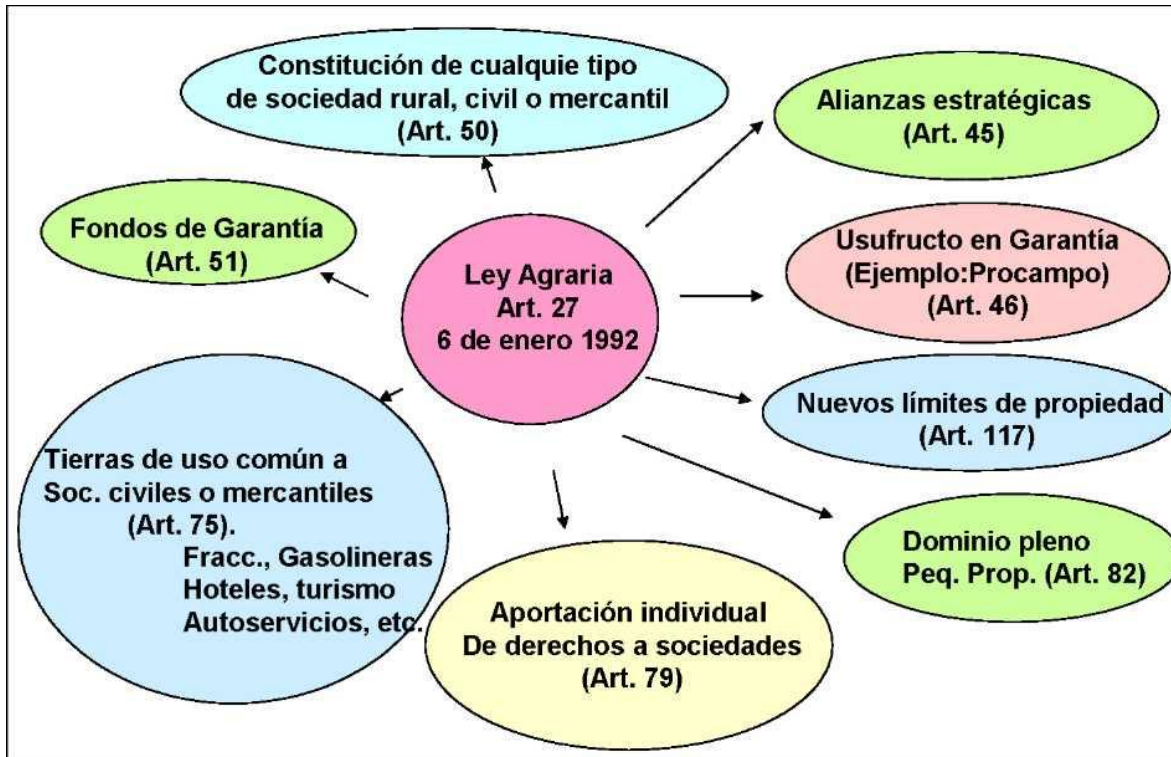 Constitución de cualquie tipo
de sociedad rural, civil o mercantil
(Art. 50)
Alianzas estratégicas
(Art. 45)
Fondos de Garantía
(Art. 51)
Ley Agraria
Art. 27
6 de enero 1992
Usufructo en Garantía
(Ejemplo:Procampo)
(Art. 46)
Nuevos límites de propiedad
(Art. 117)
Tierras de uso común a
Soc. civiles o mercantiles
(Art. 75).
Fracc., Gasolineras
Hoteles, turismo
Autoservicios, etc.
Dominio pleno
Peq. Prop. (Art. 82)
Aportación individual
De derechos a sociedades
(Art. 79)